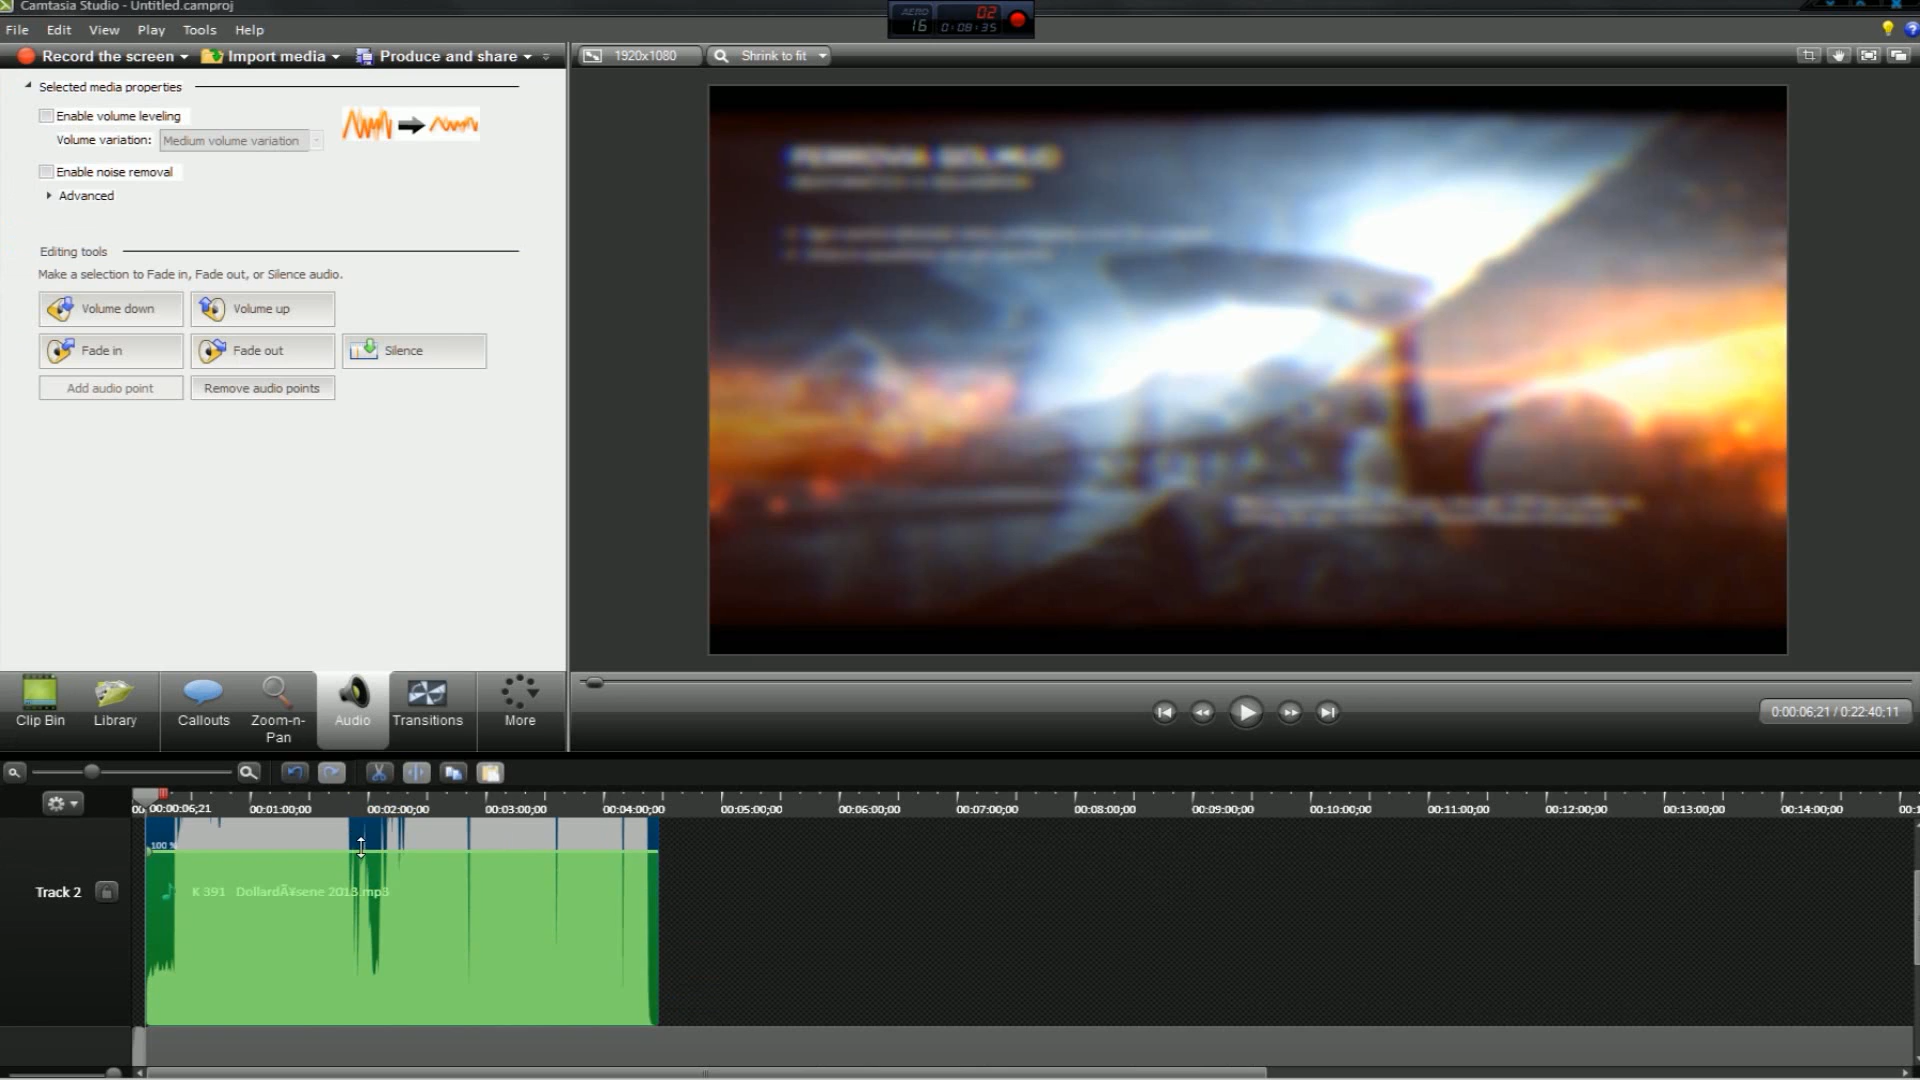 Camtasia Studio - Untitled.camproj
AERO 16 02 0:08:35
File Edit View Play Tools Help
Record the screen Import media Produce and share
1920x1080 Shrink to fit
Selected media properties
Enable volume leveling
Volume variation: Medium volume variation
Enable noise removal
Advanced
Editing tools
Make a selection to Fade in, Fade out, or Silence audio.
Volume down Volume up
Fade in Fade out Silence
Add audio point Remove audio points
Clip Bin Library Callouts Zoom-n-Pan Audio Transitions More
0:00:06;21 / 0:22:40;11
00:00:06;21 00:01:00;00 00:02:00;00 00:03:00;00 00:04:00;00 00:05:00;00 00:06:00;00 00:07:00;00 00:08:00;00 00:09:00;00 00:10:00;00 00:11:00;00 00:12:00;00 00:13:00;00 00:14:00;00
100 %
Track 2
K 391 DollardÃ¥sene 2013.mp3